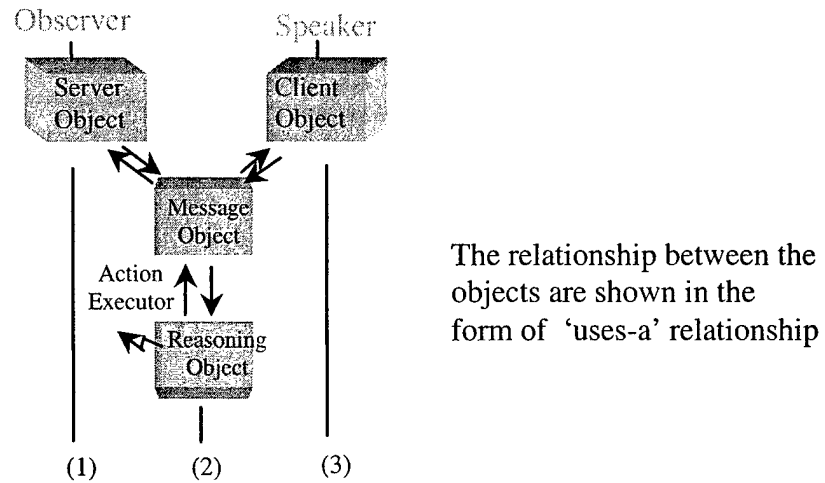 Observer
Speaker
Server
Object
Client
Object
Message
Object
Action
Executor
Reasoning
Object
The relationship between the
objects are shown in the
form of 'uses-a' relationship
(1)
(2)
(3)